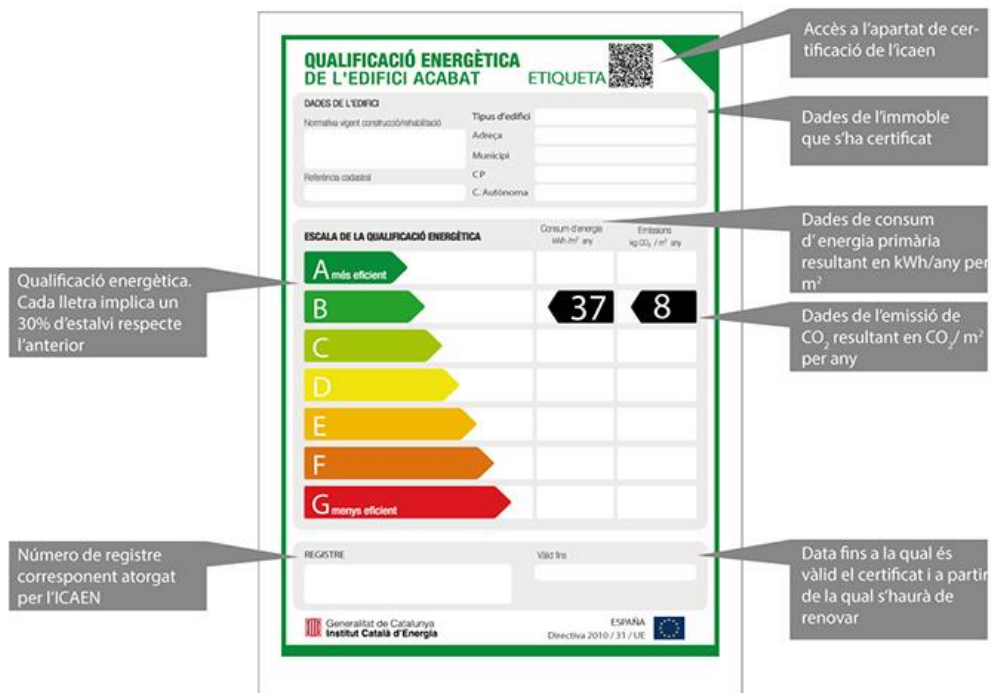 QUALIFICACIÓ ENERGÈTICA
DE L'EDIFICI ACABAT
ETIQUETA
DADES DE L'EDIFICI
Normativa vigent construcció/rehabilitació
Referència cadastral
Tipus d'edifici
Adreça
Municipi
CP
C. Autònoma
ESCALA DE LA QUALIFICACIÓ ENERGÈTICA
Consum d'energia
kWh /m² any
Emissions
kg CO₂ / m² any
A més eficient
B
37
8
C
D
E
F
G menys eficient
REGISTRE
Vàlid fins
Generalitat de Catalunya
Institut Català d'Energia
ESPAÑA
Directiva 2010 / 31 / UE
Qualificació energètica.
Cada lletra implica un
30% d'estalvi respecte
l'anterior
Número de registre
corresponent atorgat
per l'ICAEN
Accès a l'apartat de cer-
tificació de l'icaen
Dades de l'immoble
que s'ha certificat
Dades de consum
d' energia primària
resultant en kWh/any per
m²
Dades de l'emissió de
CO₂ resultant en CO₂/ m²
per any
Data fins a la qual és
vàlid el certificat i a partir
de la qual s'haurà de
renovar